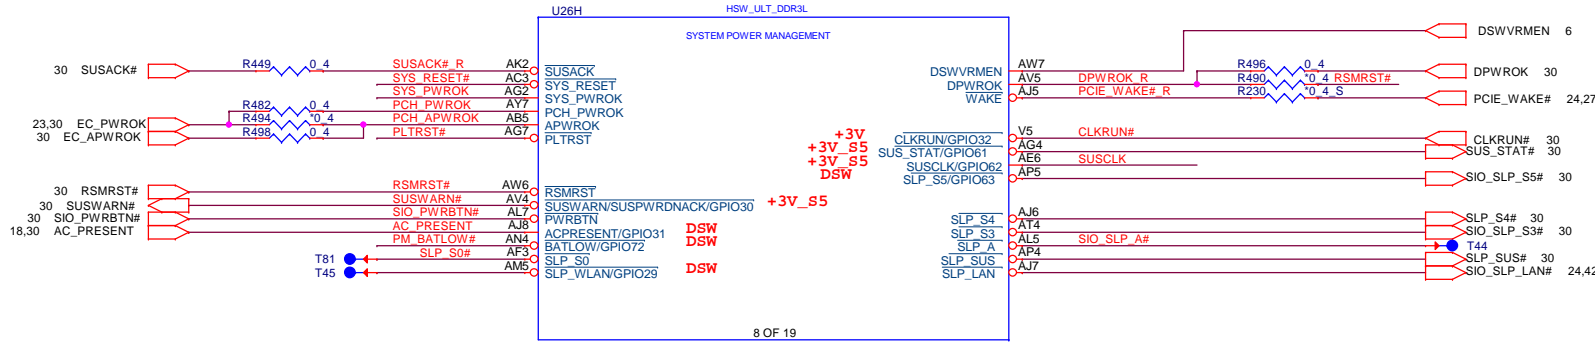 U26H
HSW_ULT_DDR3L
SYSTEM POWER MANAGEMENT
DSWVRMEN 6
30 SUSACK# R449 0_4 SUSACK#_R AK2 SUSACK
SYS_RESET# AC3 SYS_RESET
SYS_PWROK AG2 SYS_PWROK
R482 0_4 PCH_PWROK AY7 PCH_PWROK
23,30 EC_PWROK R494 *0_4 PCH_APWROK AB5 APWROK
30 EC_APWROK R498 0_4 PLTRST# AG7 PLTRST
DSWVRMEN AW7 R496 0_4 DPWROK 30
DPWROK AV5 DPWROK_R R490 *0_4 RSMRST#
WAKE AJ5 PCIE_WAKE#_R R230 *0_4_S PCIE_WAKE# 24,27
+3V CLKRUN/GPIO32 V5 CLKRUN# CLKRUN# 30
+3V_S5 SUS_STAT/GPIO61 AG4 SUS_STAT# 30
+3V_S5 SUSCLK/GPIO62 AE6 SUSCLK
DSW SLP_S5/GPIO63 AP5 SIO_SLP_S5# 30
30 RSMRST# RSMRST# AW6 RSMRST
30 SUSWARN# SUSWARN# AV4 SUSWARN/SUSPWRDNACK/GPIO30 +3V_S5
30 SIO_PWRBTN# SIO_PWRBTN# AL7 PWRBTN
18,30 AC_PRESENT AC_PRESENT AJ8 ACPRESENT/GPIO31 DSW
PM_BATLOW# AN4 BATLOW/GPIO72 DSW
T81 SLP_S0# AF3 SLP_S0
T45 AM5 SLP_WLAN/GPIO29 DSW
SLP_S4 AJ6 SLP_S4# 30
SLP_S3 AT4 SIO_SLP_S3# 30
SLP_A AL5 SIO_SLP_A# T44
SLP_SUS AP4 SLP_SUS# 30
SLP_LAN AJ7 SIO_SLP_LAN# 24,42
8 OF 19